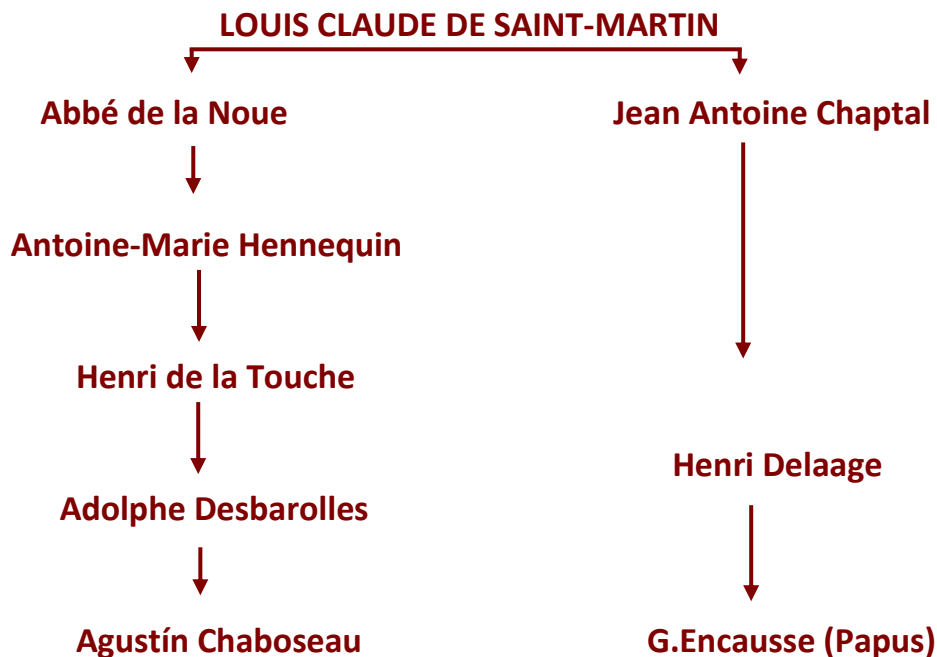 LOUIS CLAUDE DE SAINT-MARTIN
Abbé de la Noue
Jean Antoine Chaptal
Antoine-Marie Hennequin
Henri de la Touche
Henri Delaage
Adolphe Desbarolles
Agustín Chaboseau
G.Encausse (Papus)